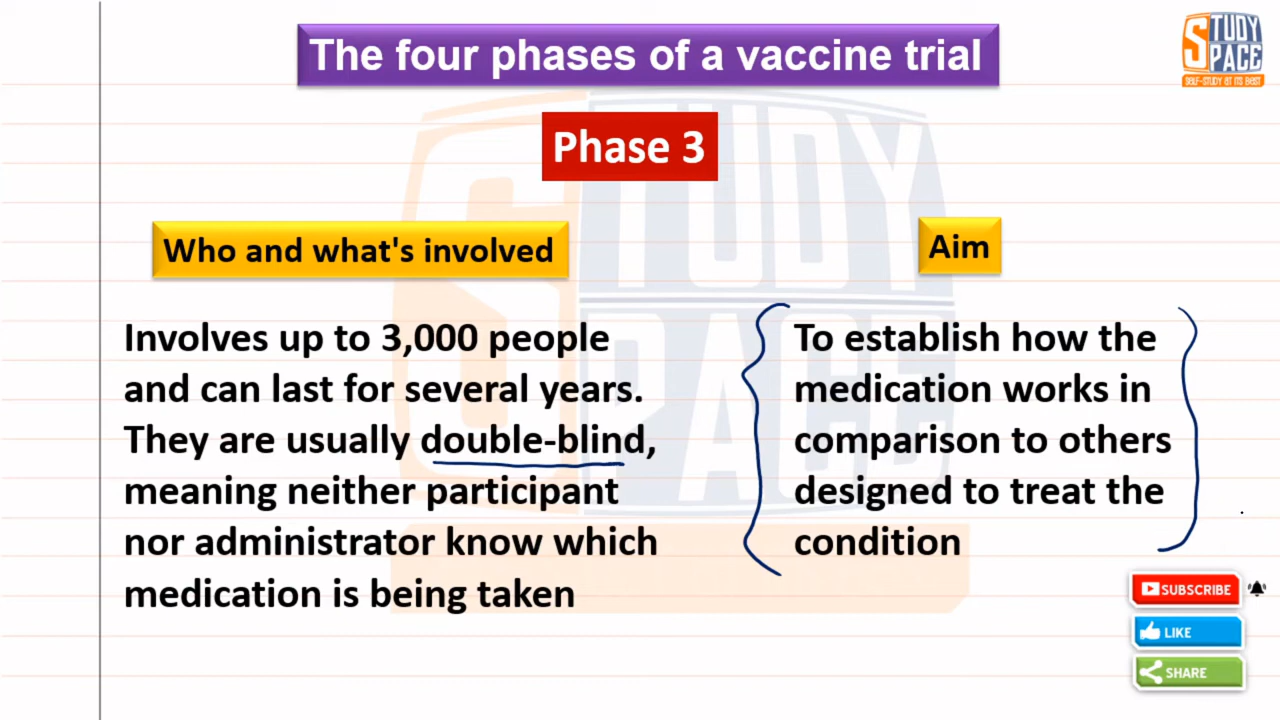 The four phases of a vaccine trial
STUDY
SPACE
SELF-STUDY AT ITS BEST
Phase 3
Who and what's involved
Involves up to 3,000 people
and can last for several years.
They are usually double-blind,
meaning neither participant
nor administrator know which
medication is being taken
Aim
To establish how the
medication works in
comparison to others
designed to treat the
condition
SUBSCRIBE
LIKE
SHARE
STUDY
SPACE